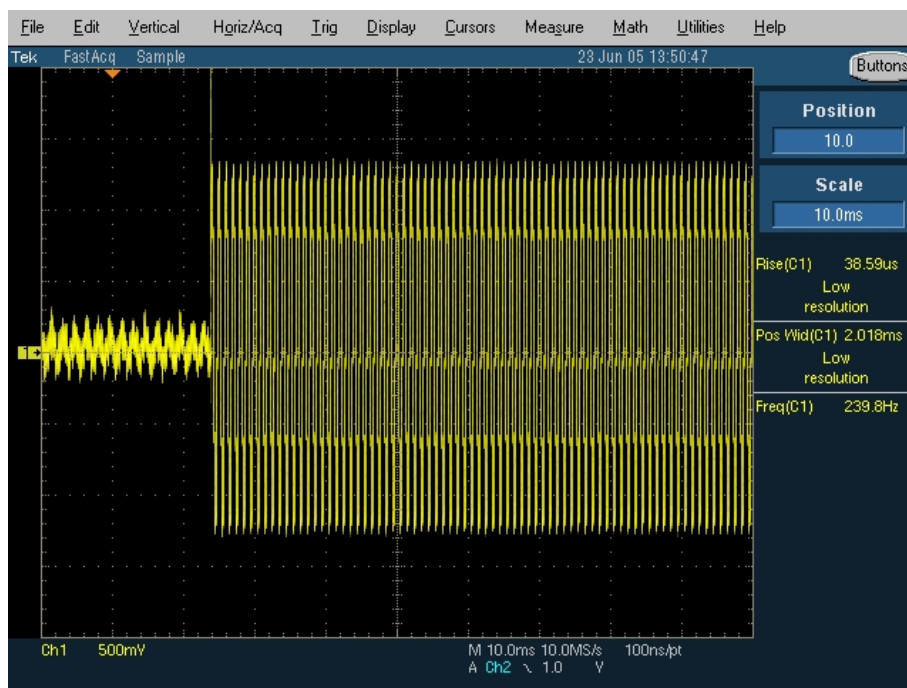 File Edit Vertical Horiz/Acq Trig Display Cursors Measure Math Utilities Help
Tek FastAcq Sample 23 Jun 05 13:50:47
Buttons
Position
10.0
Scale
10.0ms
Rise(C1) 38.59us
Low
resolution
Pos Wid(C1) 2.018ms
Low
resolution
Freq(C1) 239.8Hz
1
Ch1 500mV M 10.0ms 10.0MS/s 100ns/pt
A Ch2 1.0 V